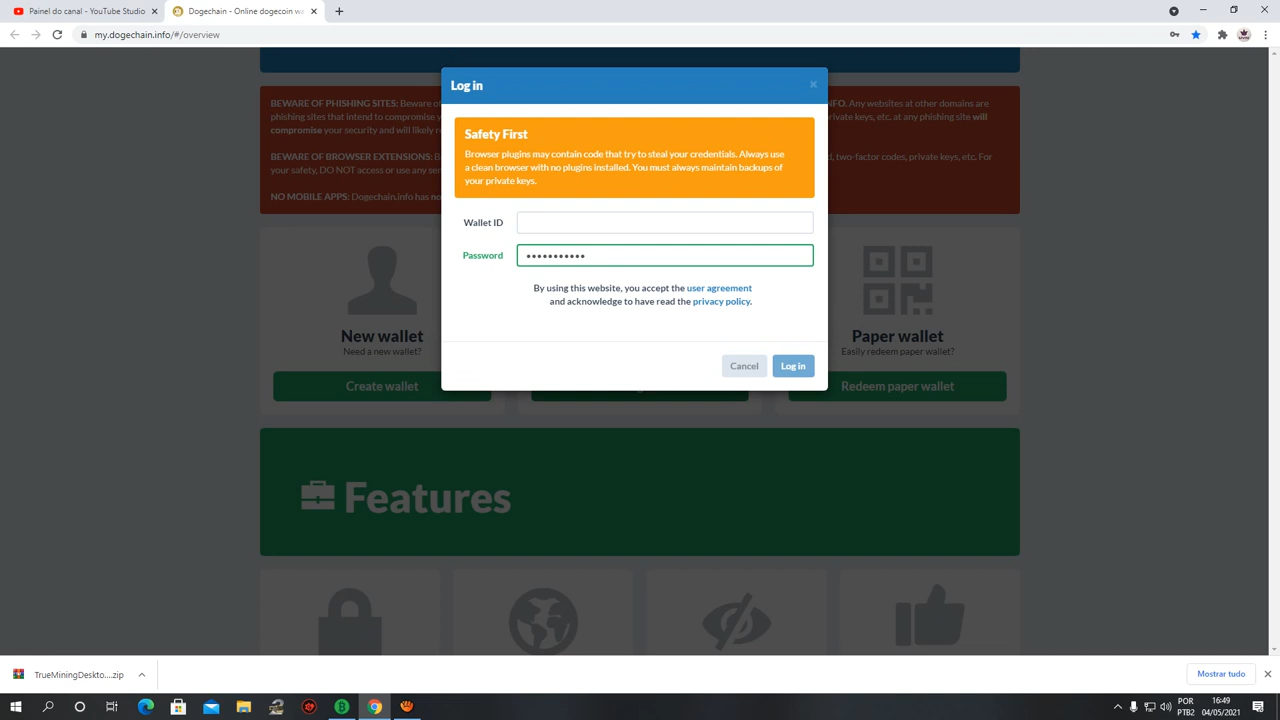 Painel do canal - YouTube Studio
Dogechain - Online dogecoin wa
my.dogechain.info/#/overview
Log in
BEWARE OF PHISHING SITES: Beware of
NFO. Any websites at other domains are
phishing sites that intend to compromise y
private keys, etc. at any phishing site will
compromise your security and will likely re
BEWARE OF BROWSER EXTENSIONS: B
d, two-factor codes, private keys, etc. For
your safety, DO NOT access or use any ser
NO MOBILE APPS: Dogechain.info has no
Safety First
Browser plugins may contain code that try to steal your credentials. Always use
a clean browser with no plugins installed. You must always maintain backups of
your private keys.
Wallet ID
Password
By using this website, you accept the user agreement
and acknowledge to have read the privacy policy.
Cancel
Log in
New wallet
Need a new wallet?
Create wallet
Paper wallet
Easily redeem paper wallet?
Redeem paper wallet
Features
TrueMiningDeskto....zip
Mostrar tudo
POR
PTB2
16:49
04/05/2021